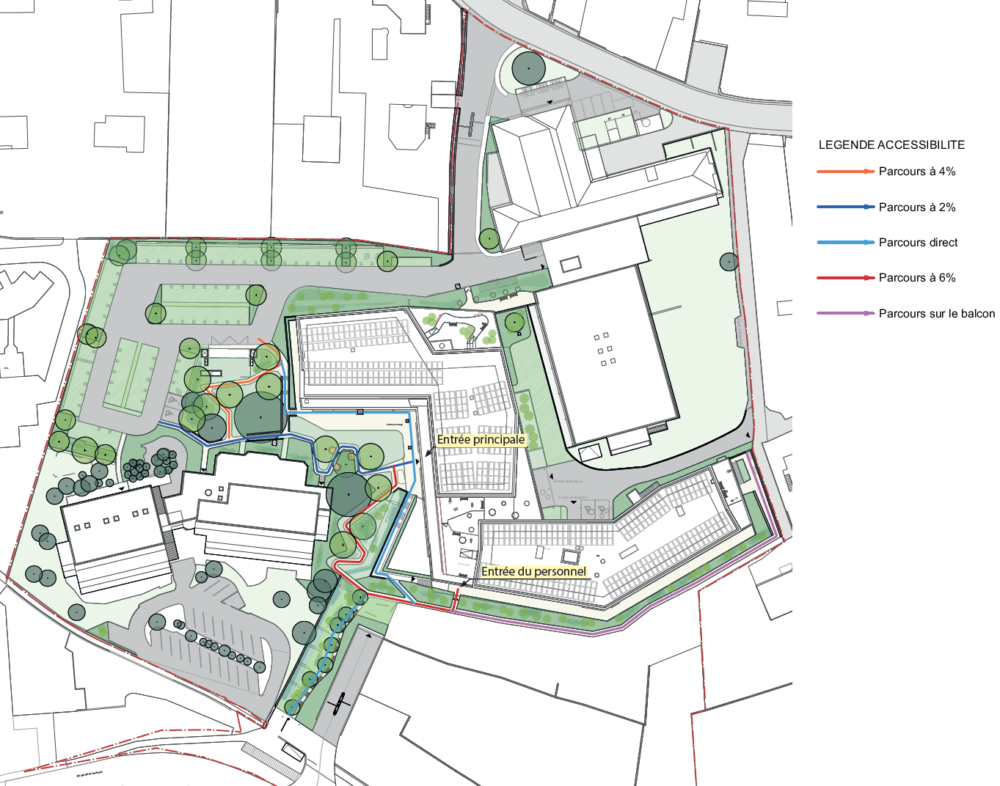 LEGENDE ACCESSIBILITE
Parcours à 4%
Parcours à 2%
Parcours direct
Parcours à 6%
Parcours sur le balcon
Entrée principale
Entrée du personnel